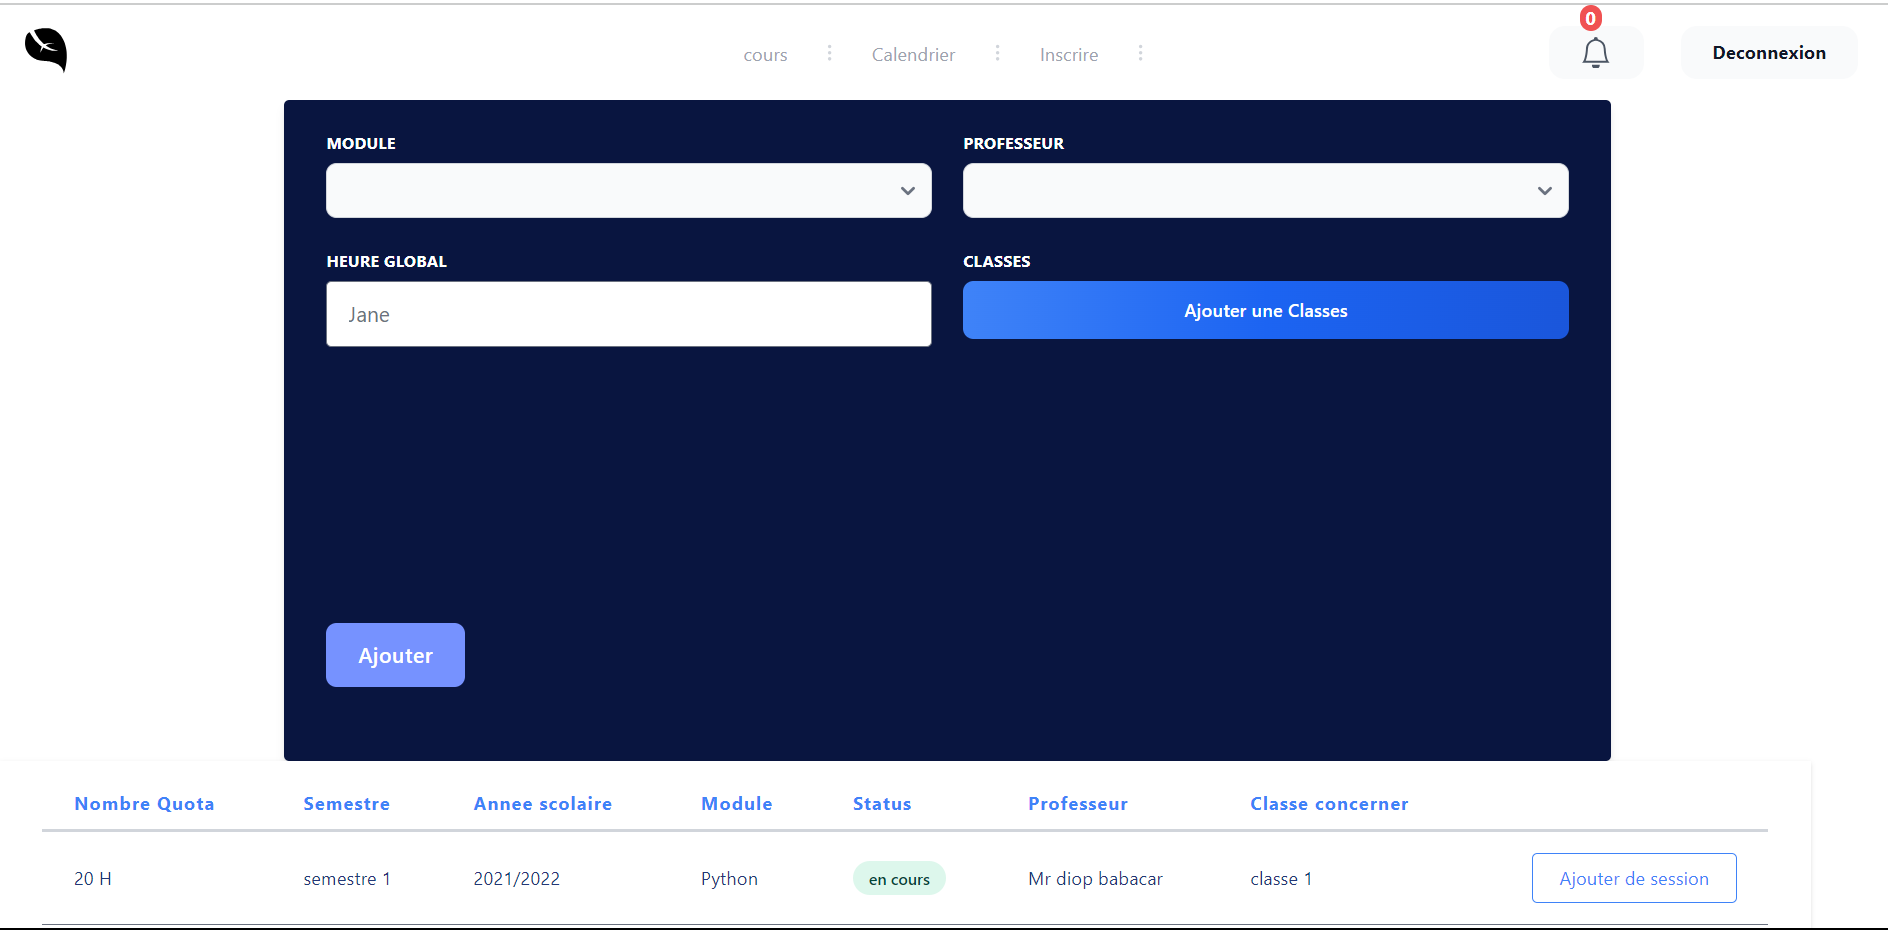 0
cours Calendrier Inscrire Deconnexion
MODULE PROFESSEUR
HEURE GLOBAL CLASSES
Jane Ajouter une Classes
Ajouter
Nombre Quota Semestre Annee scolaire Module Status Professeur Classe concerner
20 H semestre 1 2021/2022 Python en cours Mr diop babacar classe 1 Ajouter de session